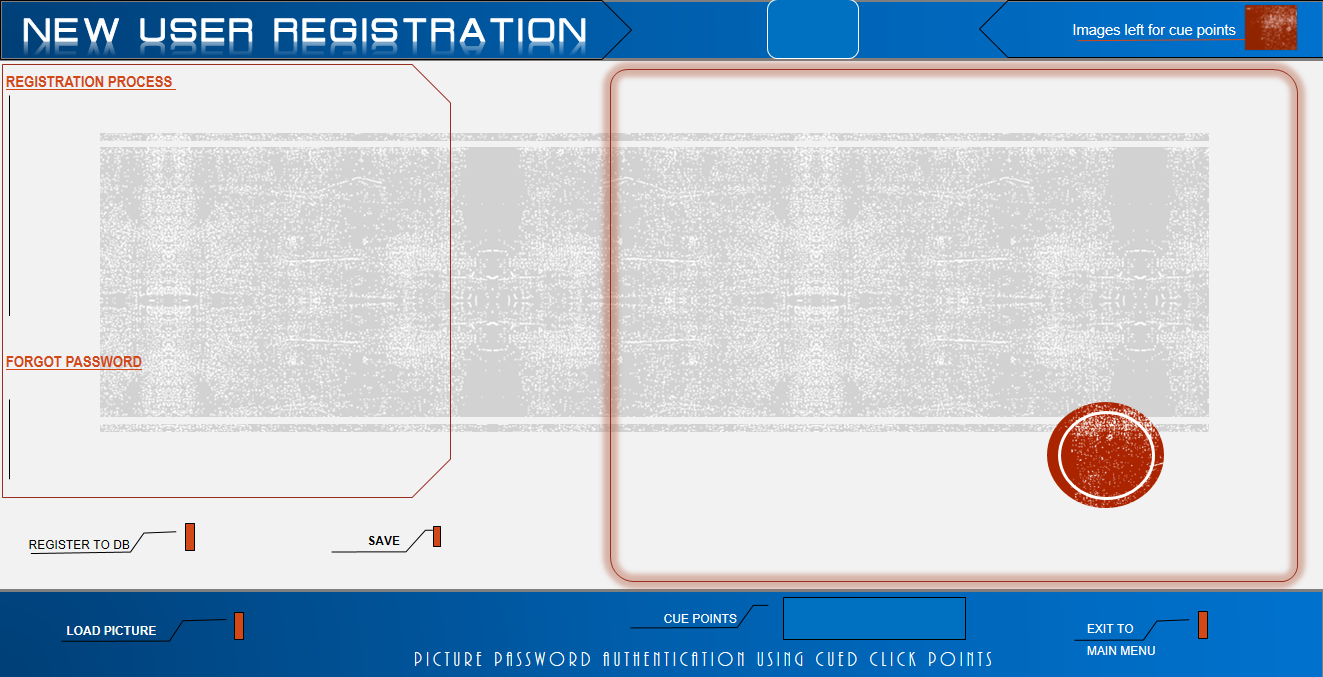 NEW USER REGISTRATION
Images left for cue points
REGISTRATION PROCESS
FORGOT PASSWORD
REGISTER TO DB
SAVE
LOAD PICTURE
CUE POINTS
EXIT TO
MAIN MENU
PICTURE PASSWORD AUTHENTICATION USING CUED CLICK POINTS